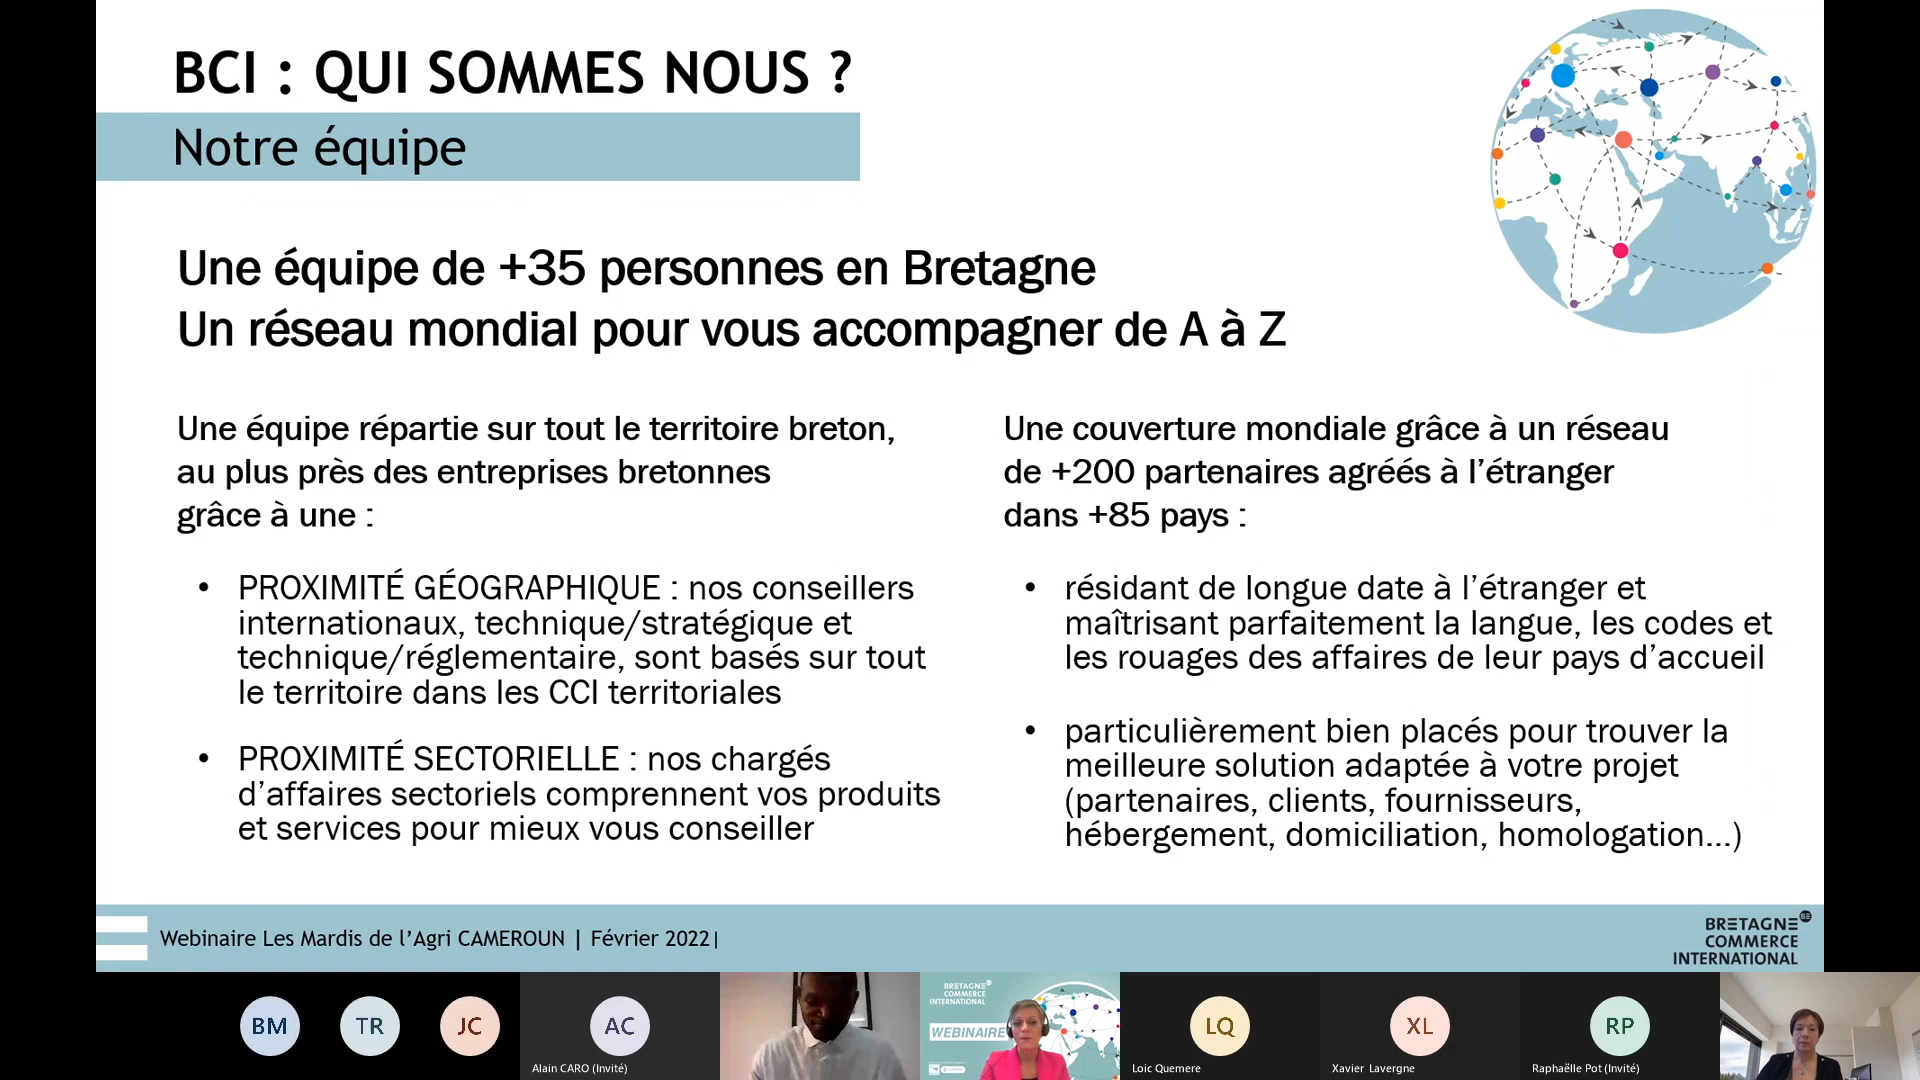 BCI : QUI SOMMES NOUS ?
Notre équipe
Une équipe de +35 personnes en Bretagne
Un réseau mondial pour vous accompagner de A à Z
Une équipe répartie sur tout le territoire breton,
au plus près des entreprises bretonnes
grâce à une :
• PROXIMITÉ GÉOGRAPHIQUE : nos conseillers
internationaux, technique/stratégique et
technique/réglementaire, sont basés sur tout
le territoire dans les CCI territoriales
• PROXIMITÉ SECTORIELLE : nos chargés
d’affaires sectoriels comprennent vos produits
et services pour mieux vous conseiller
Une couverture mondiale grâce à un réseau
de +200 partenaires agréés à l’étranger
dans +85 pays :
• résidant de longue date à l’étranger et
maîtrisant parfaitement la langue, les codes et
les rouages des affaires de leur pays d’accueil
• particulièrement bien placés pour trouver la
meilleure solution adaptée à votre projet
(partenaires, clients, fournisseurs,
hébergement, domiciliation, homologation...)
Webinaire Les Mardis de l’Agri CAMEROUN | Février 2022|
BRETAGNE
COMMERCE
INTERNATIONAL
BM
TR
JC
AC
Alain CARO (Invité)
BRETAGNE
COMMERCE
INTERNATIONAL
WEBINAIRE
LQ
Loic Quemere
XL
Xavier Lavergne
RP
Raphaëlle Pot (Invité)